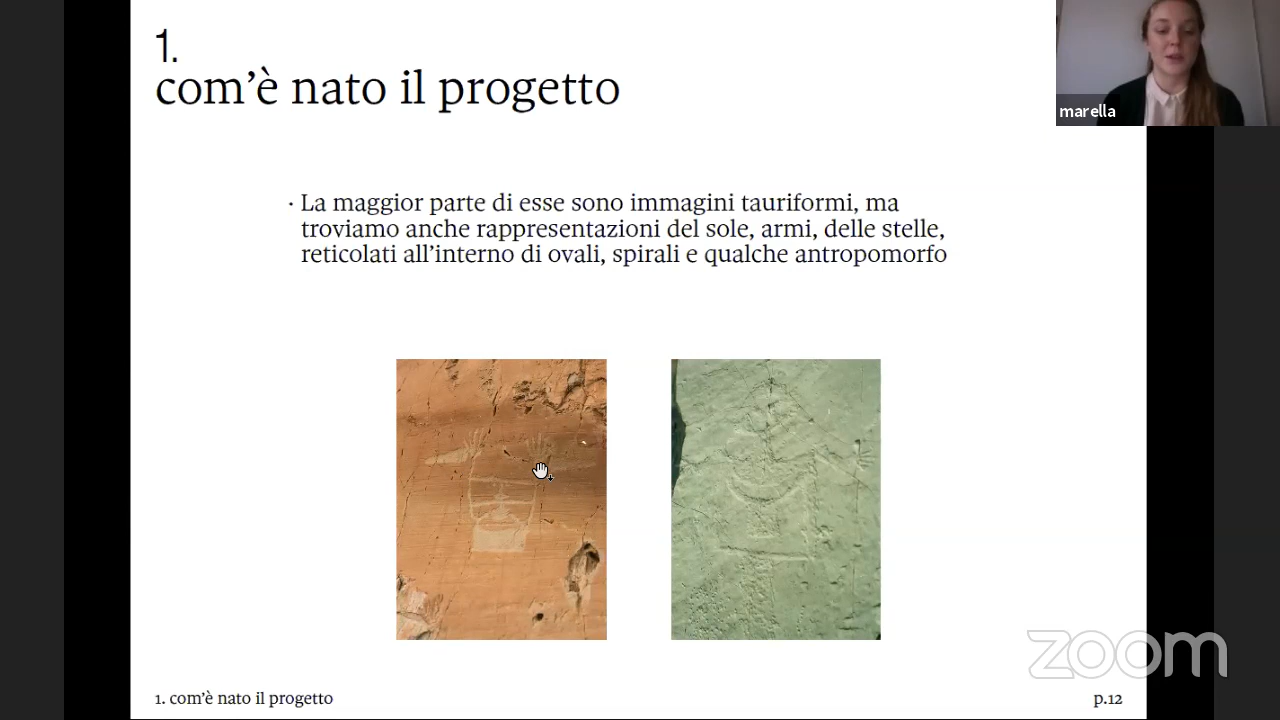 1.
com’è nato il progetto
marella
· La maggior parte di esse sono immagini tauriformi, ma
troviamo anche rappresentazioni del sole, armi, delle stelle,
reticolati all’interno di ovali, spirali e qualche antropomorfo
zoom
1. com’è nato il progetto
p.12